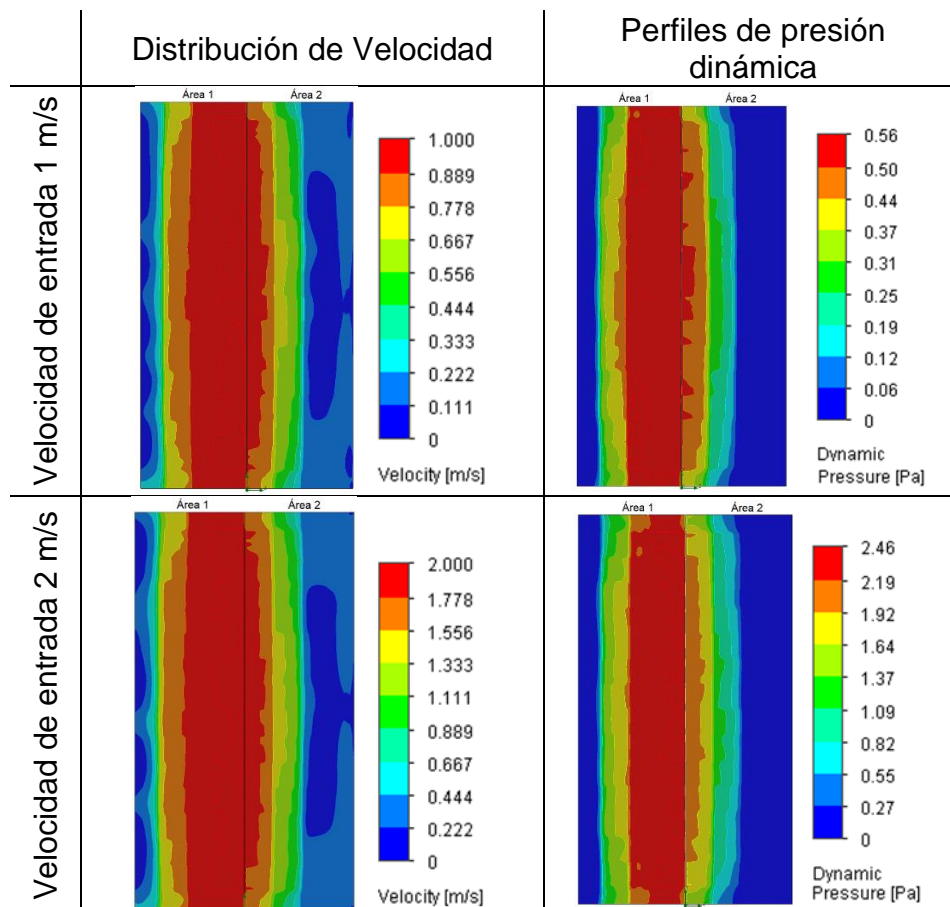 Distribución de Velocidad
Perfiles de presión
dinámica
Velocidad de entrada 1 m/s
Área 1
Área 2
1.000
0.889
0.778
0.667
0.556
0.444
0.333
0.222
0.111
0
Velocity [m/s]
Área 1
Área 2
0.56
0.50
0.44
0.37
0.31
0.25
0.19
0.12
0.06
0
Dynamic
Pressure [Pa]
Velocidad de entrada 2 m/s
Área 1
Área 2
2.000
1.778
1.556
1.333
1.111
0.889
0.667
0.444
0.222
0
Velocity [m/s]
Área 1
Área 2
2.46
2.19
1.92
1.64
1.37
1.09
0.82
0.55
0.27
0
Dynamic
Pressure [Pa]